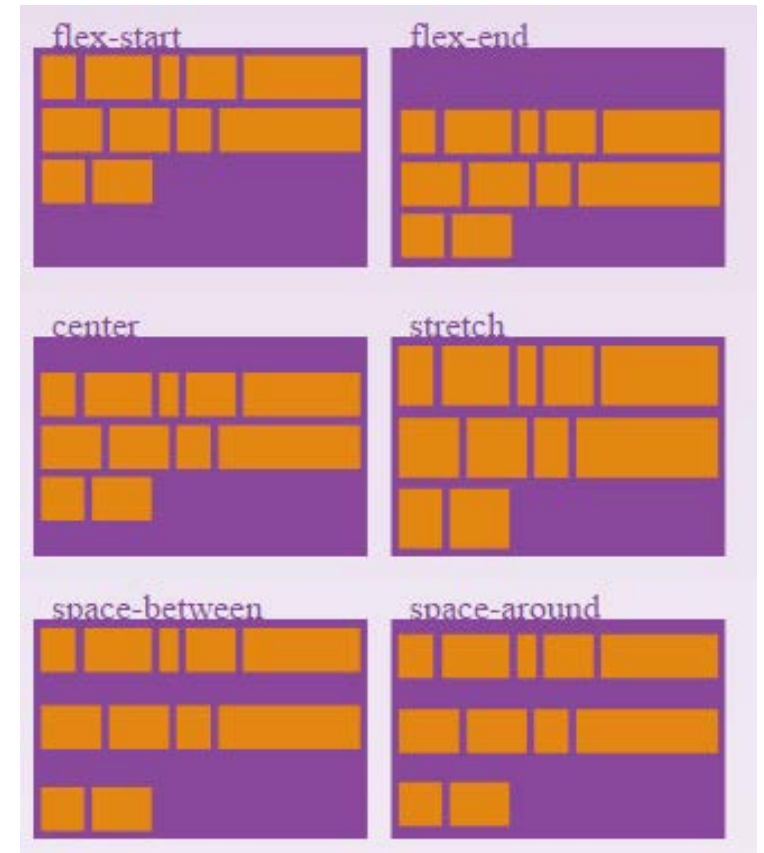 flex-start
flex-end
center
stretch
space-between
space-around